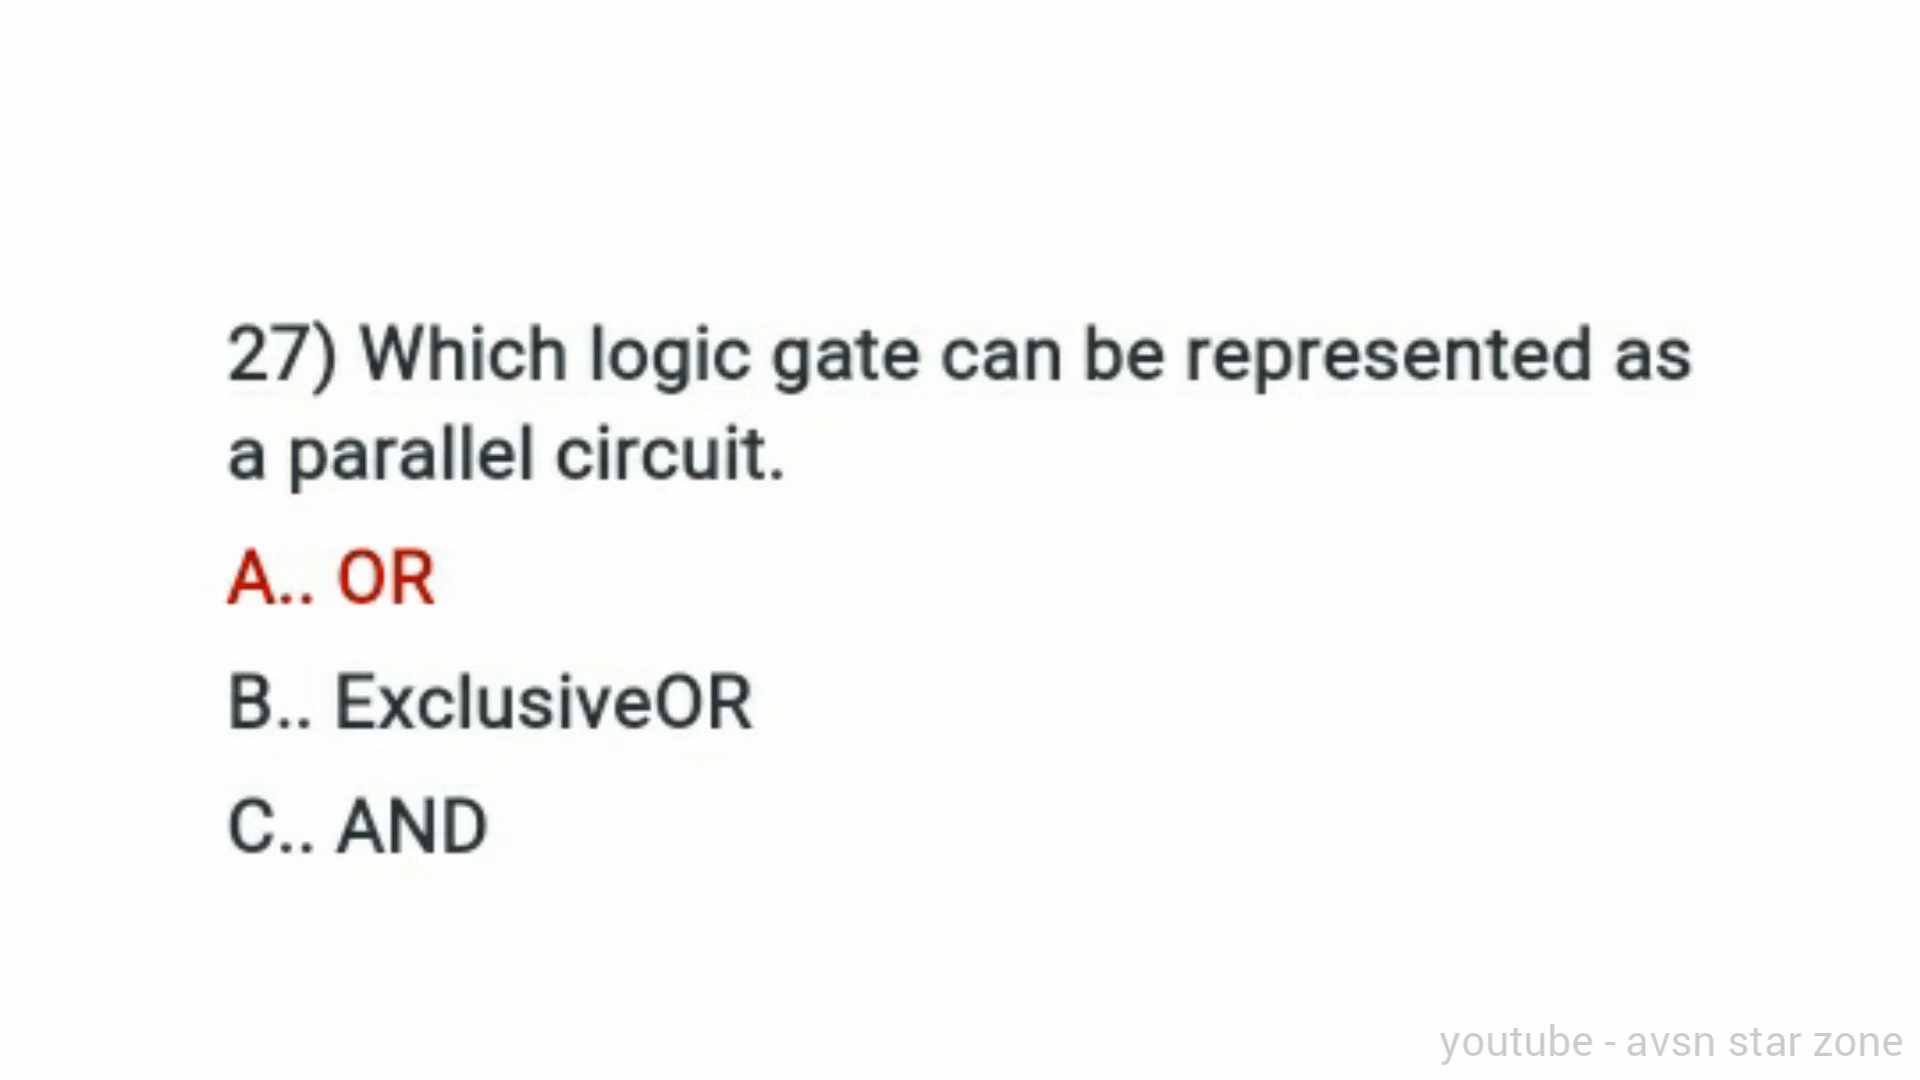 27) Which logic gate can be represented as
a parallel circuit.
A.. OR
B.. ExclusiveOR
C.. AND
youtube - avsn star zone